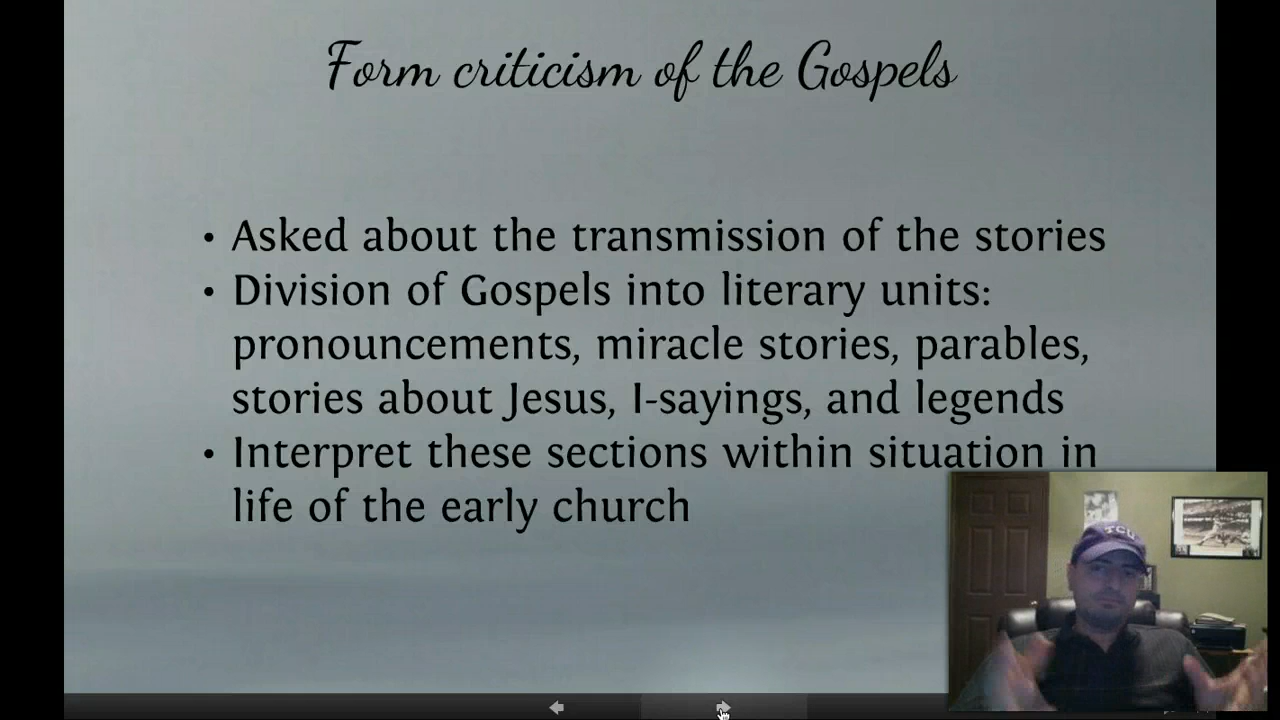 Form criticism of the Gospels
• Asked about the transmission of the stories
• Division of Gospels into literary units:
pronouncements, miracle stories, parables,
stories about Jesus, I-sayings, and legends
• Interpret these sections within situation in
life of the early church
TCU